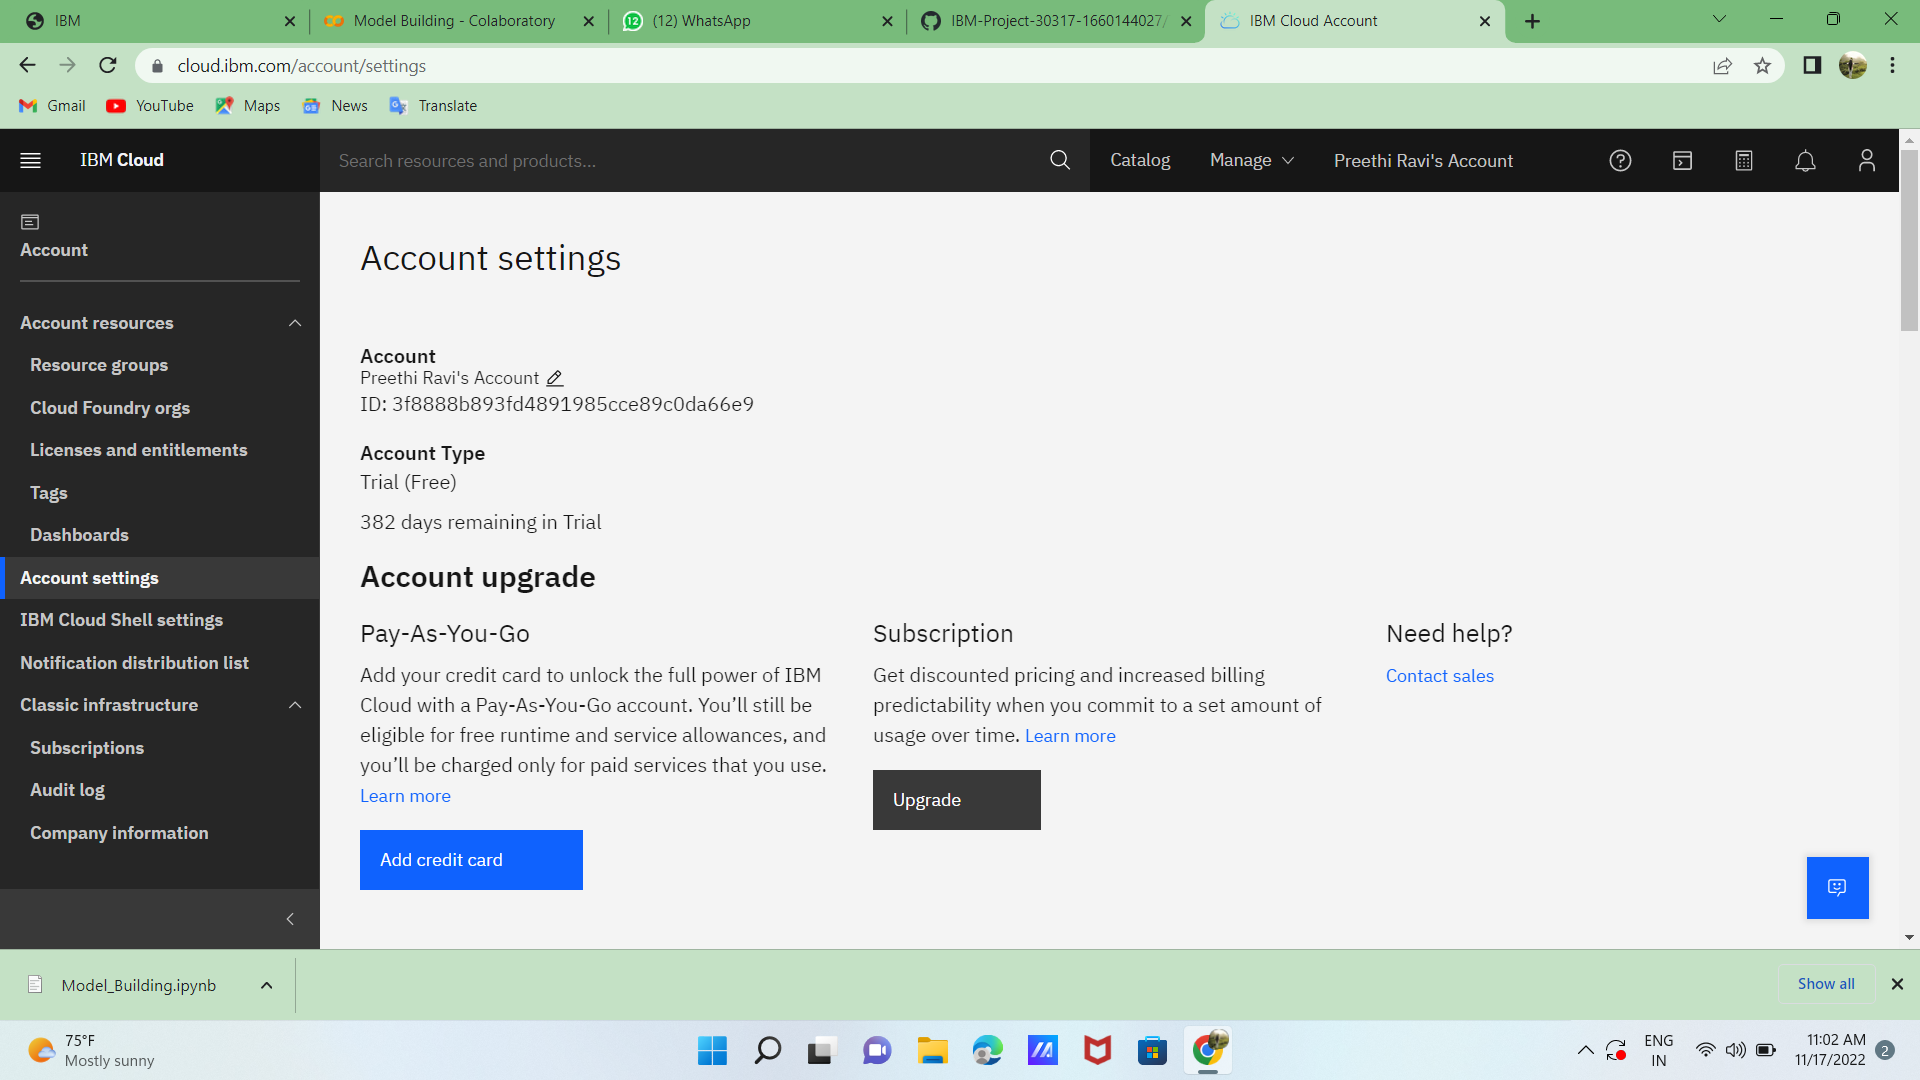 IBM
Model Building - Colaboratory
(12) WhatsApp
IBM-Project-30317-1660144027/
IBM Cloud Account
cloud.ibm.com/account/settings
Gmail
YouTube
Maps
News
Translate
IBM Cloud
Search resources and products...
Catalog
Manage
Preethi Ravi's Account
Account
Account resources
Resource groups
Cloud Foundry orgs
Licenses and entitlements
Tags
Dashboards
Account settings
IBM Cloud Shell settings
Notification distribution list
Classic infrastructure
Subscriptions
Audit log
Company information
Account settings
Account
Preethi Ravi's Account
ID: 3f8888b893fd4891985cce89c0da66e9
Account Type
Trial (Free)
382 days remaining in Trial
Account upgrade
Pay-As-You-Go
Add your credit card to unlock the full power of IBM
Cloud with a Pay-As-You-Go account. You’ll still be
eligible for free runtime and service allowances, and
you’ll be charged only for paid services that you use.
Learn more
Add credit card
Subscription
Get discounted pricing and increased billing
predictability when you commit to a set amount of
usage over time. Learn more
Upgrade
Need help?
Contact sales
Model_Building.ipynb
Show all
75°F
Mostly sunny
ENG
IN
11:02 AM
11/17/2022
2